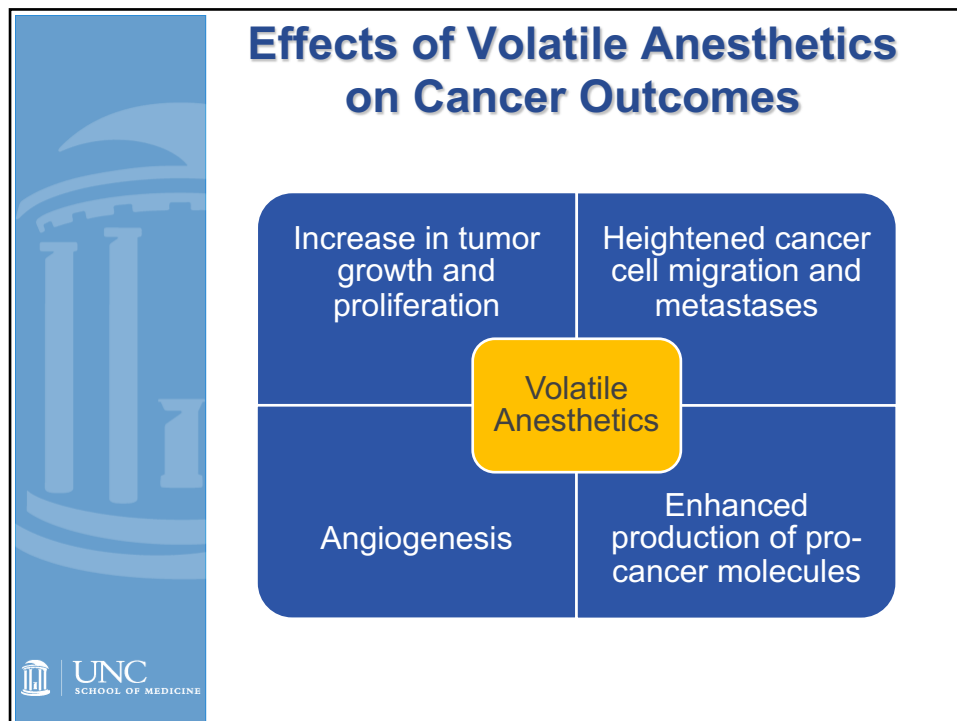 Effects of Volatile Anesthetics
on Cancer Outcomes
Increase in tumor
growth and
proliferation
Heightened cancer
cell migration and
metastases
Volatile
Anesthetics
Angiogenesis
Enhanced
production of pro-
cancer molecules
UNC
SCHOOL OF MEDICINE